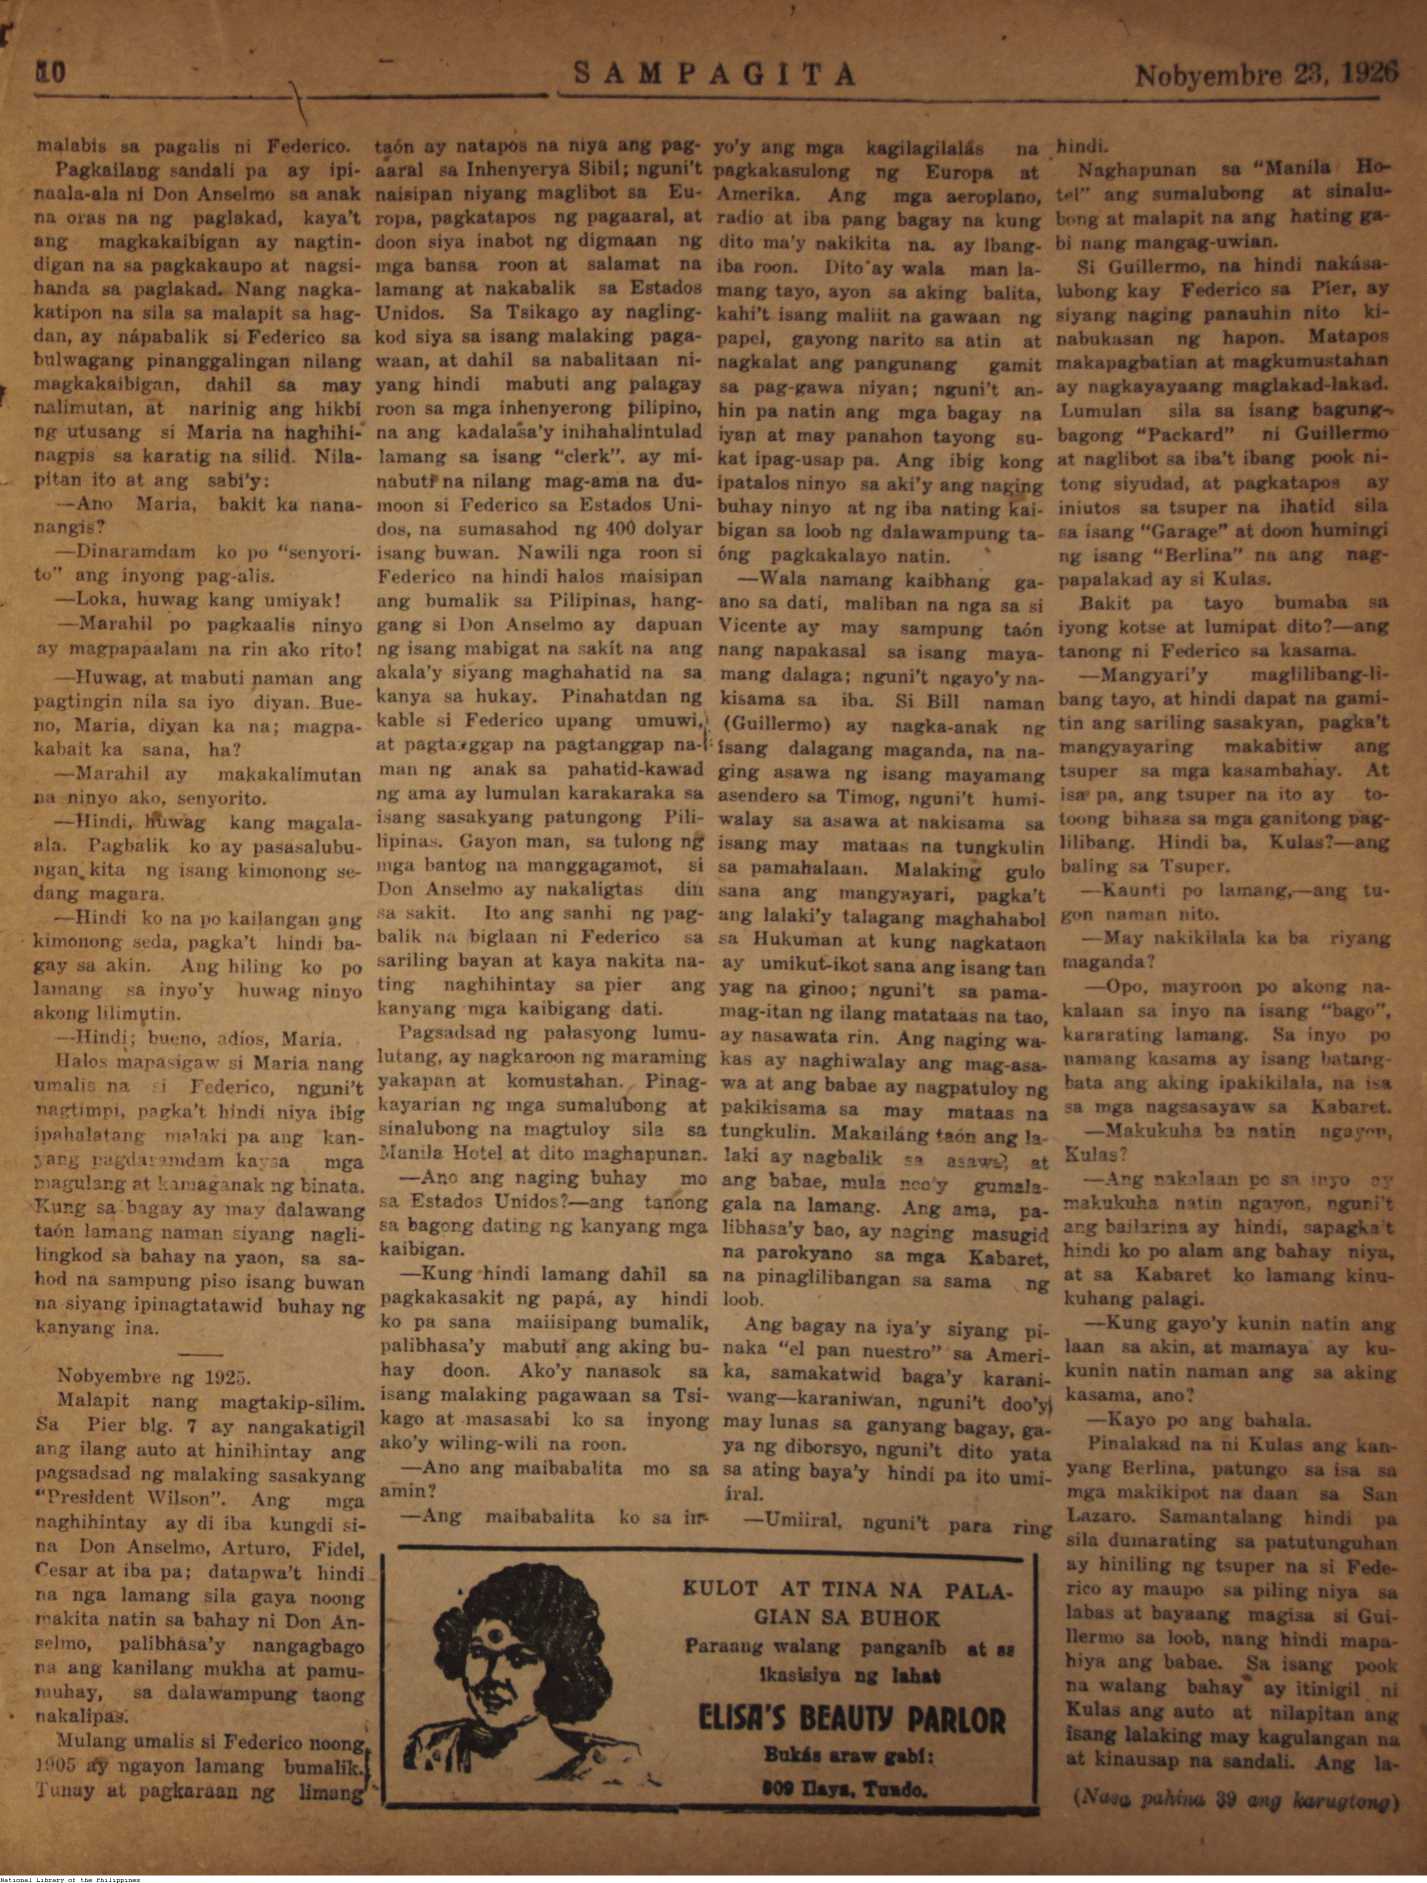 10
SAMPAGITA
Nobyembre 23, 1926
malabis sa pagalis ni Federico.
Pagkailang sandali pa ay ipi-
naala-ala ni Don Anselmo sa anak
na oras na ng paglakad, kaya't
ang magkakaibigan ay nagtin-
digan na sa pagkakaupo at nagsi-
handa sa paglakad. Nang nagka-
katipon na sila sa malapit sa hag-
dan, ay nápabalik si Federico sa
bulwagang pinanggalingan nilang
magkakaibigan, dahil sa may
nalimutan, at narinig ang hikbi
ng utusang si Maria na naghihi-
nagpis sa karatig na silid. Nila-
pitan ito at ang sabi'y:
—Ano Maria, bakit ka nana-
nangis?
—Dinaramdam ko po "senyori-
to" ang inyong pag-alis.
—Loka, huwag kang umiyak!
—Marahil po pagkaalis ninyo
ay magpapaalam na rin ako rito!
—Huwag, at mabuti naman ang
pagtingin nila sa iyo diyan. Bue-
no, Maria, diyan ka na; magpa-
kabait ka sana, ha?
—Marahil ay makakalimutan
na ninyo ako, senyorito.
—Hindi, huwag kang magala-
ala. Pagbalik ko ay pasasalubu-
ngan kita ng isang kimonong se-
dang magara.
—Hindi ko na po kailangan ang
kimonong seda, pagka't hindi ba-
gay sa akin. Ang hiling ko po
lamang sa inyo'y huwag ninyo
akong lilimutin.
—Hindi; bueno, adios, Maria.
Halos mapasigaw si Maria nang
umalis na si Federico, nguni't
nagtimpi, pagka't hindi niya ibig
ipahalatang malaki pa ang kan-
yang pagdaramdam kaysa mga
magulang at kamaganak ng binata.
Kung sa bagay ay may dalawang
taón lamang naman siyang nagli-
lingkod sa bahay na yaon, sa sa-
hod na sampung piso isang buwan
na siyang ipinagtatawid buhay ng
kanyang ina.
Nobyembre ng 1925.
Malapit nang magtakip-silim.
Sa Pier blg. 7 ay nangakatigil
ang ilang auto at hinihintay ang
pagsadsad ng malaking sasakyang
"President Wilson". Ang mga
naghihintay ay di iba kungdi si-
na Don Anselmo, Arturo, Fidel,
Cesar at iba pa; datapwa't hindi
na nga lamang sila gaya noong
makita natin sa bahay ni Don An-
selmo, palibhasa'y nangagbago
na ang kanilang mukha at pamu-
muhay, sa dalawampung taong
nakalipas.
Mulang umalis si Federico noong
1905 ay ngayon lamang bumalik.
Tunay at pagkaraan ng limang
taón ay natapos na niya ang pag-
aaral sa Inhenyerya Sibil; nguni't
naisipan niyang maglibot sa Eu-
ropa, pagkatapos ng pagaaral, at
doon siya inabot ng digmaan ng
mga bansa roon at salamat na
lamang at nakabalik sa Estados
Unidos. Sa Tsikago ay nagling-
kod siya sa isang malaking paga-
waan, at dahil sa nabalitaan ni-
yang hindi mabuti ang palagay
roon sa mga inhenyerong pilipino,
na ang kadalasa'y inihahalintulad
lamang sa isang "clerk". ay mi-
nabuti na nilang mag-ama na du-
moon si Federico sa Estados Uni-
dos, na sumasahod ng 400 dolyar
isang buwan. Nawili nga roon si
Federico na hindi halos maisipan
ang bumalik sa Pilipinas, hang-
gang si Don Anselmo ay dapuan
ng isang mabigat na sakít na ang
akala'y siyang maghahatid na sa
kanya sa hukay. Pinahatdan ng
kable si Federico upang umuwi,
at pagtanggap na pagtanggap na-
man ng anak sa pahatid-kawad
ng ama ay lumulan karakaraka sa
isang sasakyang patungong Pili-
lipinas. Gayon man, sa tulong ng
mga bantog na manggagamot, si
Don Anselmo ay nakaligtas din
sa sakit. Ito ang sanhi ng pag-
balik na biglaan ni Federico sa
sariling bayan at kaya nakita na-
ting naghihintay sa pier ang
kanyang mga kaibigang dati.
Pagsadsad ng palasyong lumu-
lutang, ay nagkaroon ng maraming
yakapan at komustahan. Pinag-
kayarian ng mga sumalubong at
sinalubong na magtuloy sila sa
Manila Hotel at dito maghapunan.
—Ano ang naging buhay mo
sa Estados Unidos?—ang tanong
sa bagong dating ng kanyang mga
kaibigan.
—Kung hindi lamang dahil sa
pagkakasakit ng papá, ay hindi
ko pa sana maiisipang bumalik,
palibhasa'y mabuti ang aking bu-
hay doon. Ako'y nanasok sa
isang malaking pagawaan sa Tsi-
kago at masasabi ko sa inyong
ako'y wiling-wili na roon.
—Ano ang maibabalita mo sa
amin?
—Ang maibabalita ko sa in-
yo'y ang mga kagilagilalás na
pagkakasulong ng Europa at
Amerika. Ang mga aeroplano,
radio at iba pang bagay na kung
dito ma'y nakikita na. ay ibang-
iba roon. Dito ay wala man la-
mang tayo, ayon sa aking balita,
kahi't isang maliit na gawaan ng
papel, gayong narito sa atin at
nagkalat ang pangunang gamit
sa pag-gawa niyan; nguni't an-
hin pa natin ang mga bagay na
iyan at may panahon tayong su-
kat ipag-usap pa. Ang ibig kong
ipatalos ninyo sa aki'y ang naging
buhay ninyo at ng iba nating kai-
bigan sa loob ng dalawampung ta-
óng pagkakalayo natin.
—Wala namang kaibhang ga-
ano sa dati, maliban na nga sa si
Vicente ay may sampung taón
nang napakasal sa isang maya-
mang dalaga; nguni't ngayo'y na-
kisama sa iba. Si Bill naman
(Guillermo) ay nagka-anak ng
isang dalagang maganda, na na-
ging asawa ng isang mayamang
asendero sa Timog, nguni't humi-
walay sa asawa at nakisama sa
isang may mataas na tungkulin
sa pamahalaan. Malaking gulo
sana ang mangyayari, pagka't
ang lalaki'y talagang maghahabol
sa Hukuman at kung nagkataon
ay umikut-ikot sana ang isang tan
yag na ginoo; nguni't sa pama-
mag-itan ng ilang matataas na tao,
ay nasawata rin. Ang naging wa-
kas ay naghiwalay ang mag-asa-
wa at ang babae ay nagpatuloy ng
pakikisama sa may mataas na
tungkulin. Makailang taón ang la-
laki ay nagbalik sa asawa, at
ang babae, mula noo'y gumala-
gala na lamang. Ang ama, pa-
libhasa'y bao, ay naging masugid
na parokyano sa mga Kabaret,
na pinaglilibangan sa sama ng
loob.
Ang bagay na iya'y siyang pi-
naka "el pan nuestro" sa Ameri-
ka, samakatwid baga'y karani-
wang—karaniwan, nguni't doo'y
may lunas sa ganyang bagay, ga-
ya ng diborsyo, nguni't dito yata
sa ating baya'y hindi pa ito umi-
iral.
—Umiiral, nguni't para ring
hindi.
Naghapunan sa "Manila Ho-
tel" ang sumalubong at sinalu-
bong at malapit na ang hating ga-
bi nang mangag-uwian.
Si Guillermo, na hindi nakása-
lubong kay Federico sa Pier, ay
siyang naging panauhin nito ki-
nabukasan ng hapon. Matapos
makapagbatian at magkumustahan
ay nagkayayaang maglakad-lakad.
Lumulan sila sa isang bagung-
bagong "Packard" ni Guillermo
at naglibot sa iba't ibang pook ni-
tong siyudad, at pagkatapos ay
iniutos sa tsuper na ihatid sila
sa isang "Garage" at doon humingi
ng isang "Berlina" na ang nag-
papalakad ay si Kulas.
Bakit pa tayo bumaba sa
iyong kotse at lumipat dito?—ang
tanong ni Federico sa kasama.
—Mangyari'y maglilibang-li-
bang tayo, at hindi dapat na gami-
tin ang sariling sasakyan, pagka't
mangyayaring makabitiw ang
tsuper sa mga kasambahay. At
isa pa, ang tsuper na ito ay to-
toong bihasa sa mga ganitong pag-
lilibang. Hindi ba, Kulas?—ang
baling sa Tsuper.
—Kaunti po lamang,—ang tu-
gon naman nito.
—May nakikilala ka ba riyang
maganda?
—Opo, mayroon po akong na-
kalaan sa inyo na isang "bago",
kararating lamang. Sa inyo po
namang kasama ay isang batang-
bata ang aking ipakikilala, na isa
sa mga nagsasayaw sa Kabaret.
—Makukuha ba natin ngayon,
Kulas?
—Ang nakalaan po sa inyo ay
makukuha natin ngayon, nguni't
ang bailarina ay hindi, sapagka't
hindi ko po alam ang bahay niya,
at sa Kabaret ko lamang kinu-
kuhang palagi.
—Kung gayo'y kunin natin ang
laan sa akin, at mamaya ay ku-
kunin natin naman ang sa aking
kasama, ano?
—Kayo po ang bahala.
Pinalakad na ni Kulas ang kan-
yang Berlina, patungo sa isa sa
mga makikipot na daan sa San
Lazaro. Samantalang hindi pa
sila dumarating sa patutunguhan
ay hiniling ng tsuper na si Fede-
rico ay maupo sa piling niya sa
labas at bayaang magisa si Gui-
llermo sa loob, nang hindi mapa-
hiya ang babae. Sa isang pook
na walang bahay ay itinigil ni
Kulas ang auto at nilapitan ang
isang lalaking may kagulangan na
at kinausap na sandali. Ang la-
(Nasa pahina 39 ang karugtong)
KULOT AT TINA NA PALA-
GIAN SA BUHOK
Paraang walang panganib at sa
ikasisiya ng lahat
ELISA'S BEAUTY PARLOR
Bukás araw gabí:
809 Ilaya, Tundo.
National Library of the Philippines